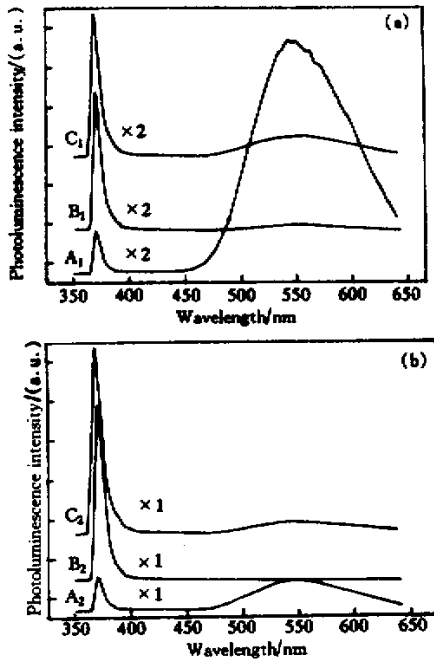 (a)
Photoluminescence intensity/(a. u.)
C₁ ×2
B₁ ×2
A₁ ×2
350 400 450 500 550 600 650
Wavelength/nm
(b)
Photoluminescence intensity/(a. u.)
C₂ ×1
B₂ ×1
A₂ ×1
350 400 450 500 550 600 650
Wavelength/nm